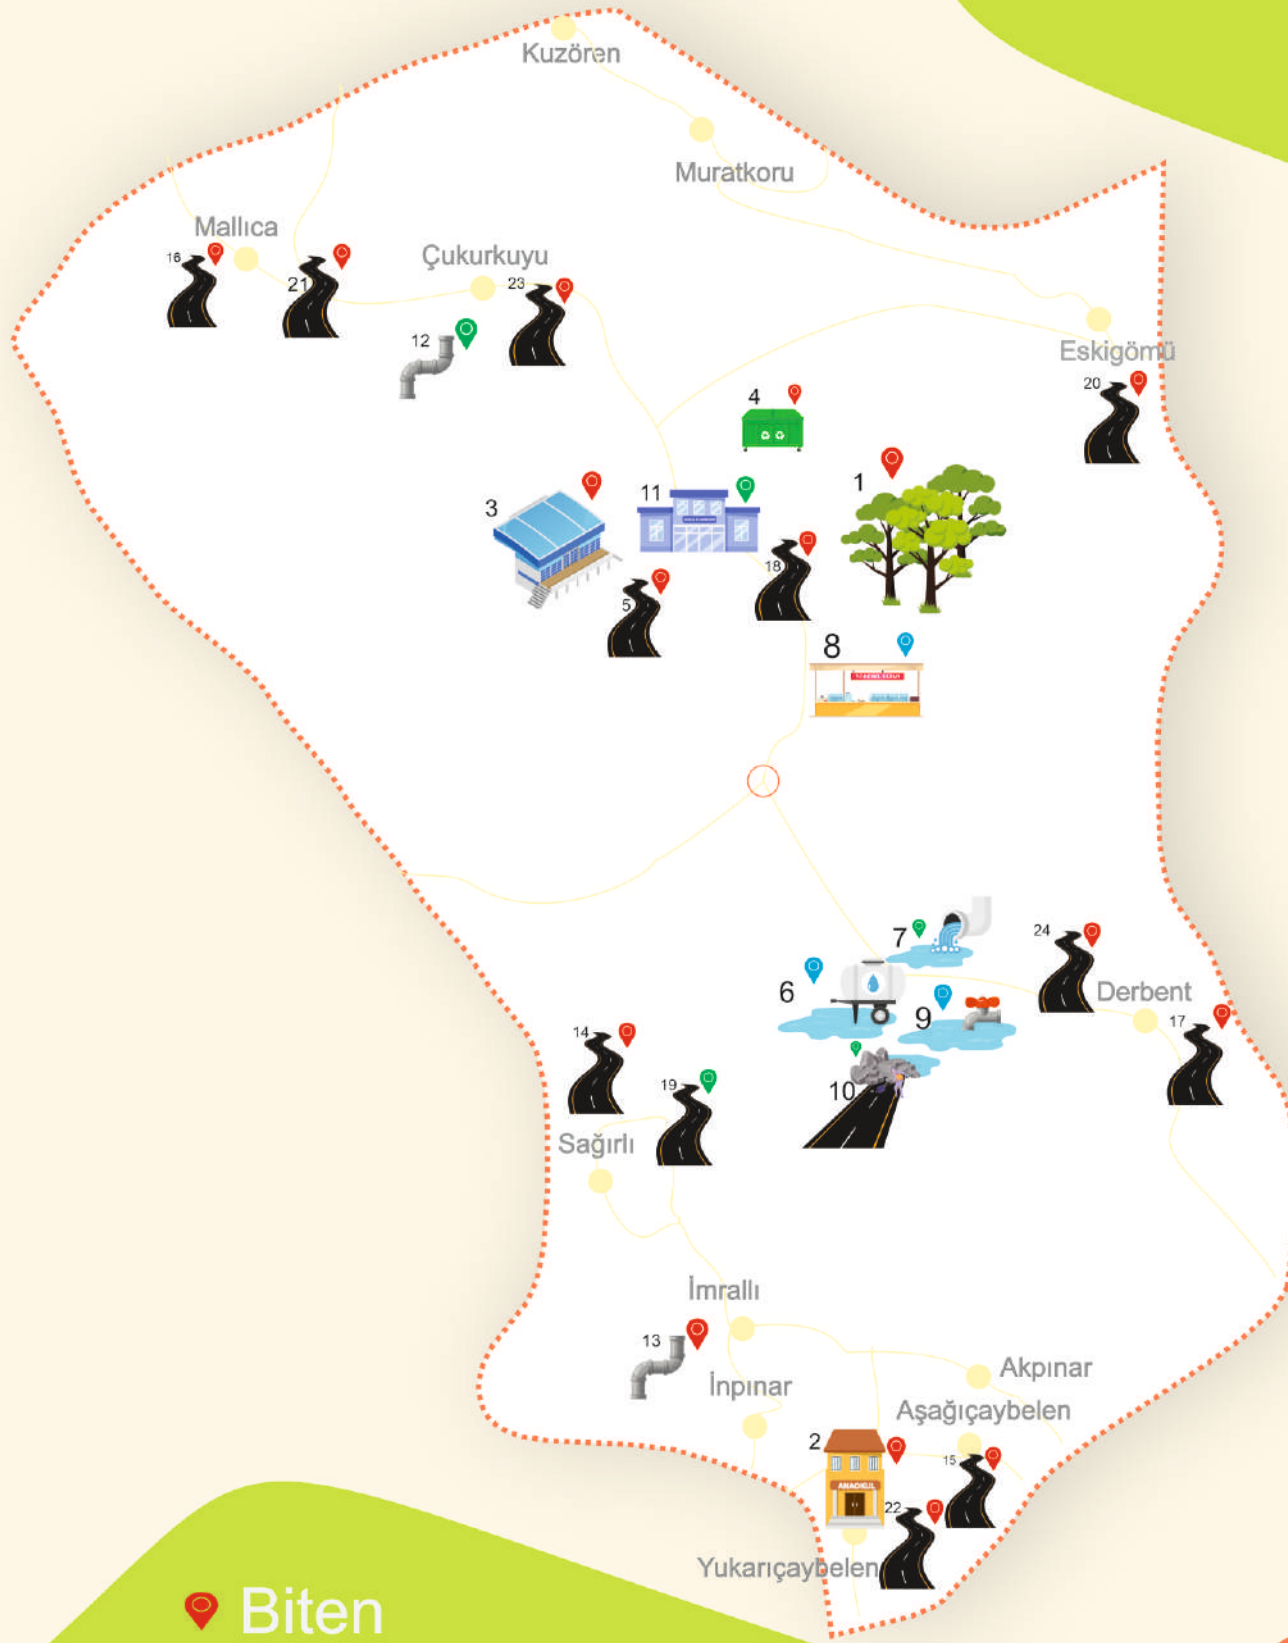 Kuzören
Muratkoru
Mallıca
16
21
Çukurkuyu
23
12
Eskigömü
20
4
1
3
11
18
5
8
7
24
6
9
Derbent
17
14
10
19
Sağırlı
İmrallı
13
İnpınar
Akpınar
Aşağıçaybelen
2
15
ANAOKUL
22
Yukarıçaybelen
Biten